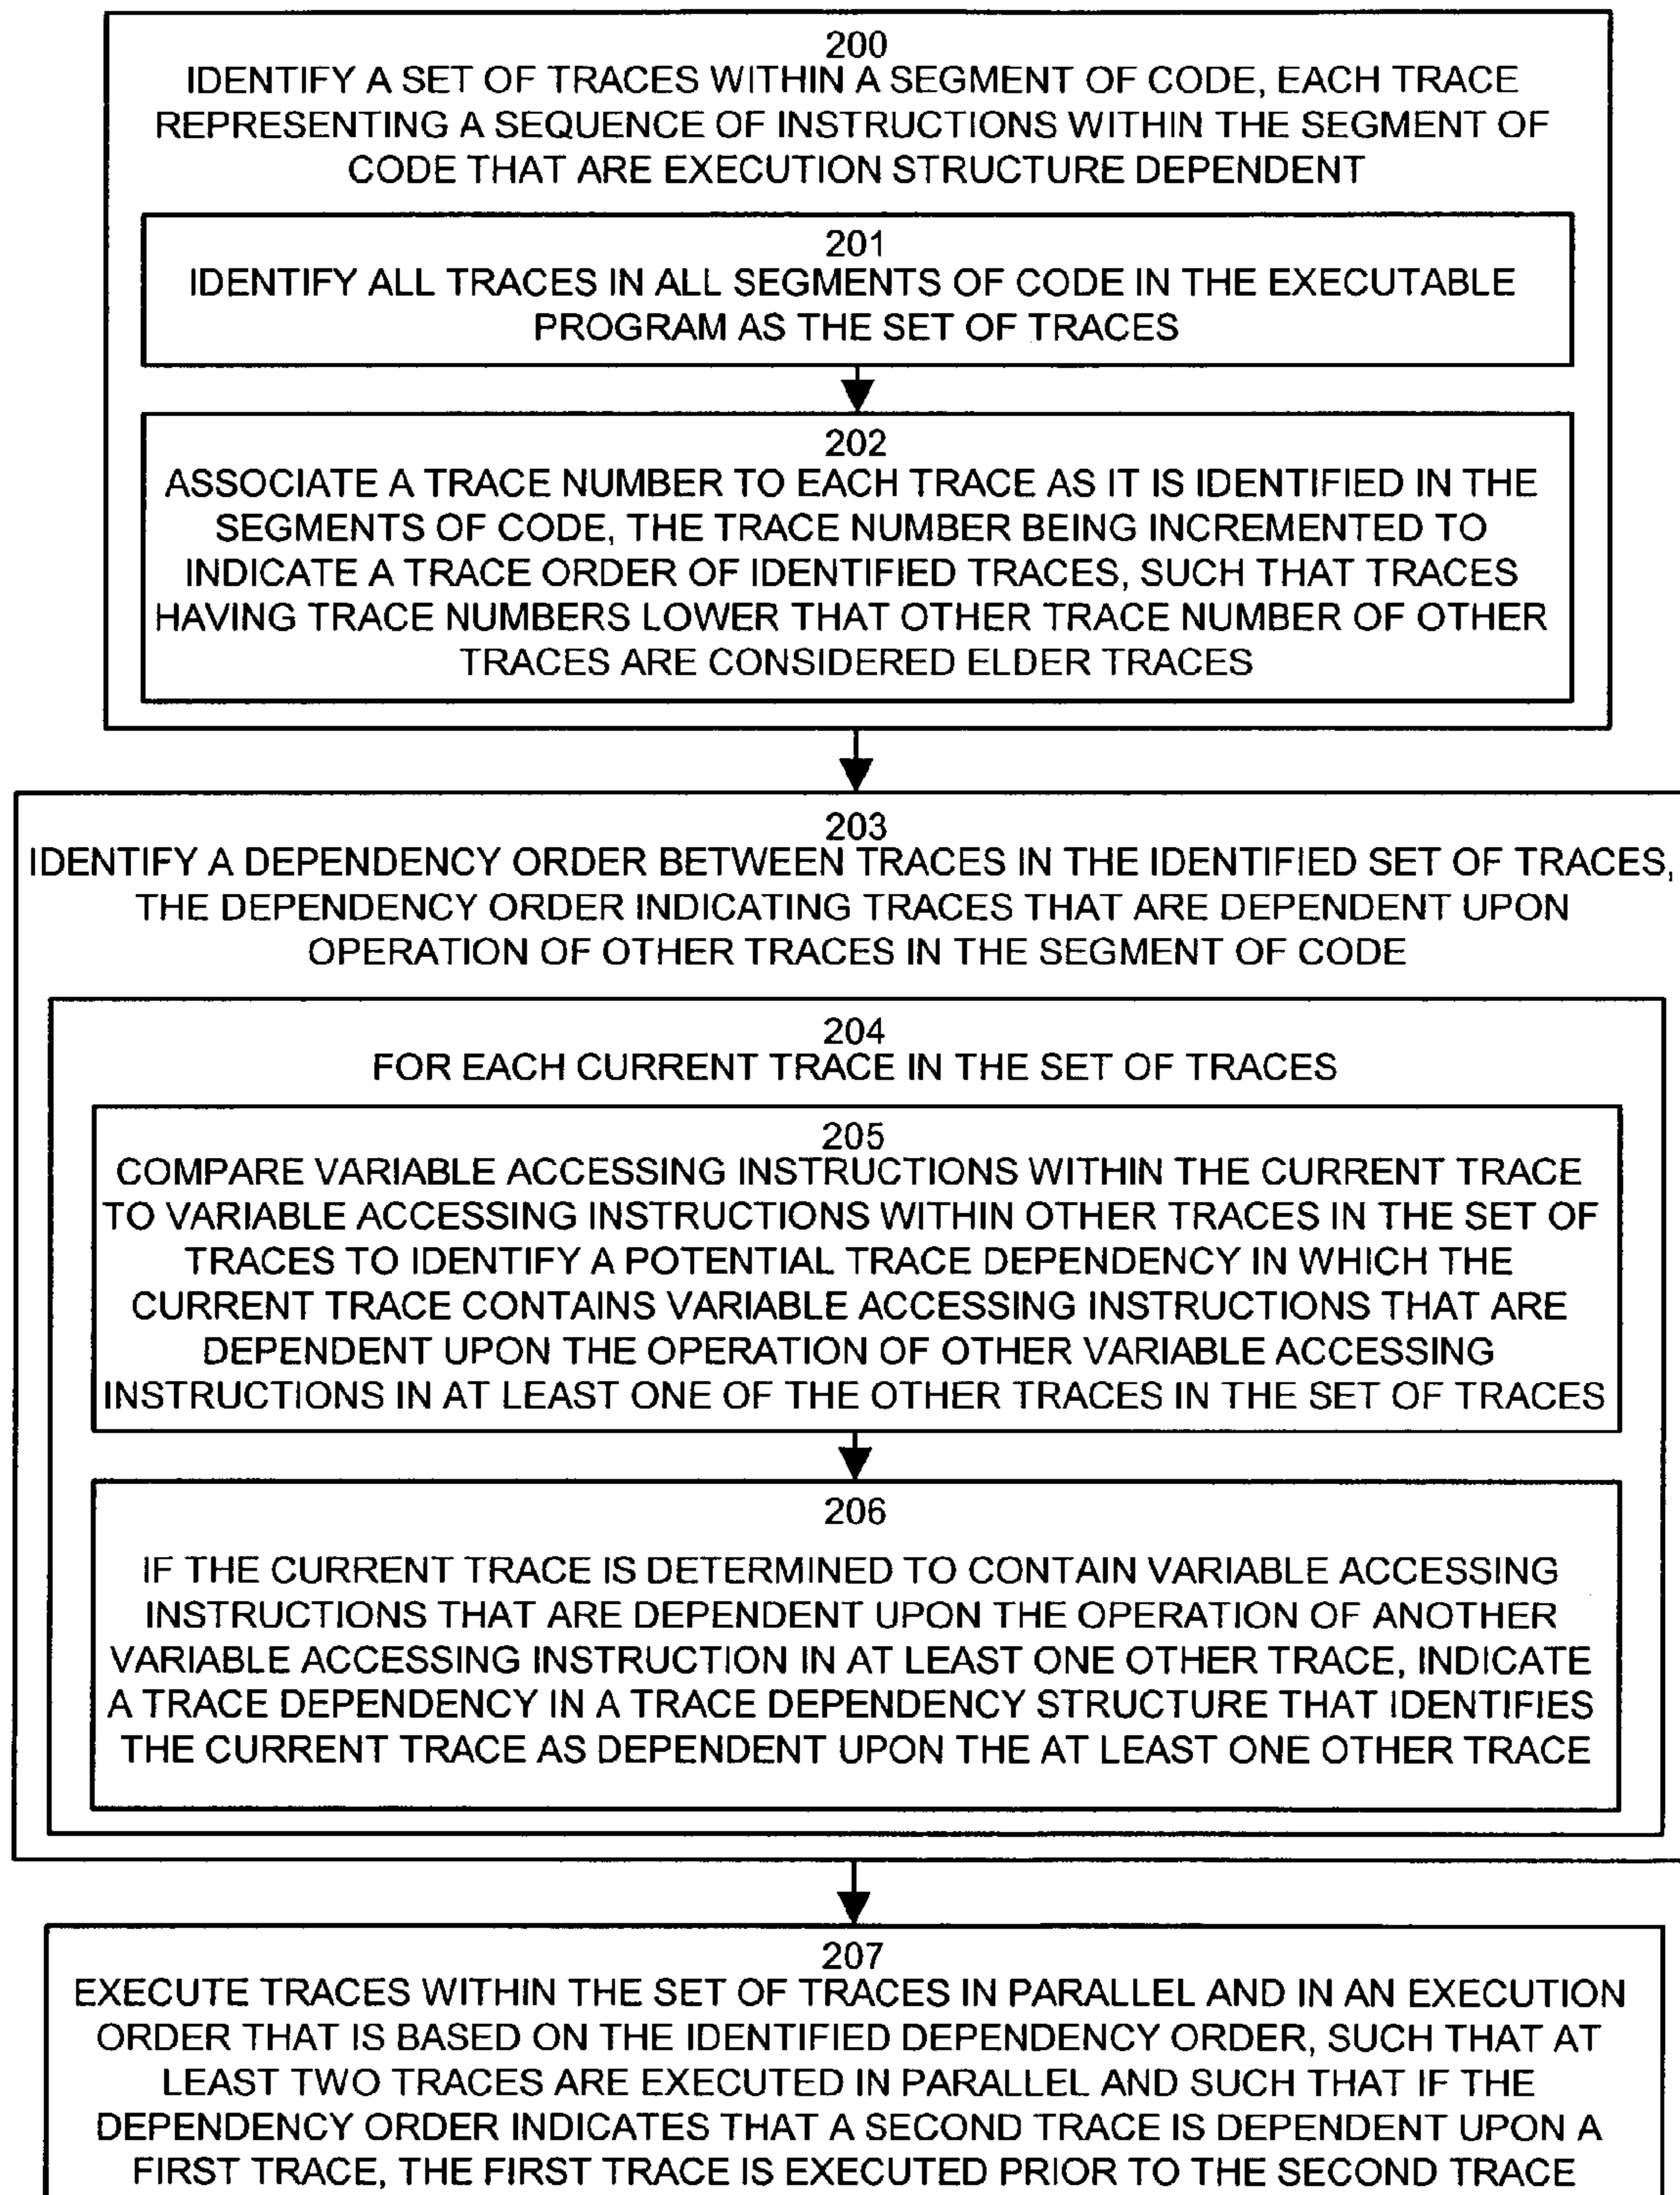 200
IDENTIFY A SET OF TRACES WITHIN A SEGMENT OF CODE, EACH TRACE
REPRESENTING A SEQUENCE OF INSTRUCTIONS WITHIN THE SEGMENT OF
CODE THAT ARE EXECUTION STRUCTURE DEPENDENT
201
IDENTIFY ALL TRACES IN ALL SEGMENTS OF CODE IN THE EXECUTABLE
PROGRAM AS THE SET OF TRACES
202
ASSOCIATE A TRACE NUMBER TO EACH TRACE AS IT IS IDENTIFIED IN THE
SEGMENTS OF CODE, THE TRACE NUMBER BEING INCREMENTED TO
INDICATE A TRACE ORDER OF IDENTIFIED TRACES, SUCH THAT TRACES
HAVING TRACE NUMBERS LOWER THAT OTHER TRACE NUMBER OF OTHER
TRACES ARE CONSIDERED ELDER TRACES
203
IDENTIFY A DEPENDENCY ORDER BETWEEN TRACES IN THE IDENTIFIED SET OF TRACES,
THE DEPENDENCY ORDER INDICATING TRACES THAT ARE DEPENDENT UPON
OPERATION OF OTHER TRACES IN THE SEGMENT OF CODE
204
FOR EACH CURRENT TRACE IN THE SET OF TRACES
205
COMPARE VARIABLE ACCESSING INSTRUCTIONS WITHIN THE CURRENT TRACE
TO VARIABLE ACCESSING INSTRUCTIONS WITHIN OTHER TRACES IN THE SET OF
TRACES TO IDENTIFY A POTENTIAL TRACE DEPENDENCY IN WHICH THE
CURRENT TRACE CONTAINS VARIABLE ACCESSING INSTRUCTIONS THAT ARE
DEPENDENT UPON THE OPERATION OF OTHER VARIABLE ACCESSING
INSTRUCTIONS IN AT LEAST ONE OF THE OTHER TRACES IN THE SET OF TRACES
206
IF THE CURRENT TRACE IS DETERMINED TO CONTAIN VARIABLE ACCESSING
INSTRUCTIONS THAT ARE DEPENDENT UPON THE OPERATION OF ANOTHER
VARIABLE ACCESSING INSTRUCTION IN AT LEAST ONE OTHER TRACE, INDICATE
A TRACE DEPENDENCY IN A TRACE DEPENDENCY STRUCTURE THAT IDENTIFIES
THE CURRENT TRACE AS DEPENDENT UPON THE AT LEAST ONE OTHER TRACE
207
EXECUTE TRACES WITHIN THE SET OF TRACES IN PARALLEL AND IN AN EXECUTION
ORDER THAT IS BASED ON THE IDENTIFIED DEPENDENCY ORDER, SUCH THAT AT
LEAST TWO TRACES ARE EXECUTED IN PARALLEL AND SUCH THAT IF THE
DEPENDENCY ORDER INDICATES THAT A SECOND TRACE IS DEPENDENT UPON A
FIRST TRACE, THE FIRST TRACE IS EXECUTED PRIOR TO THE SECOND TRACE